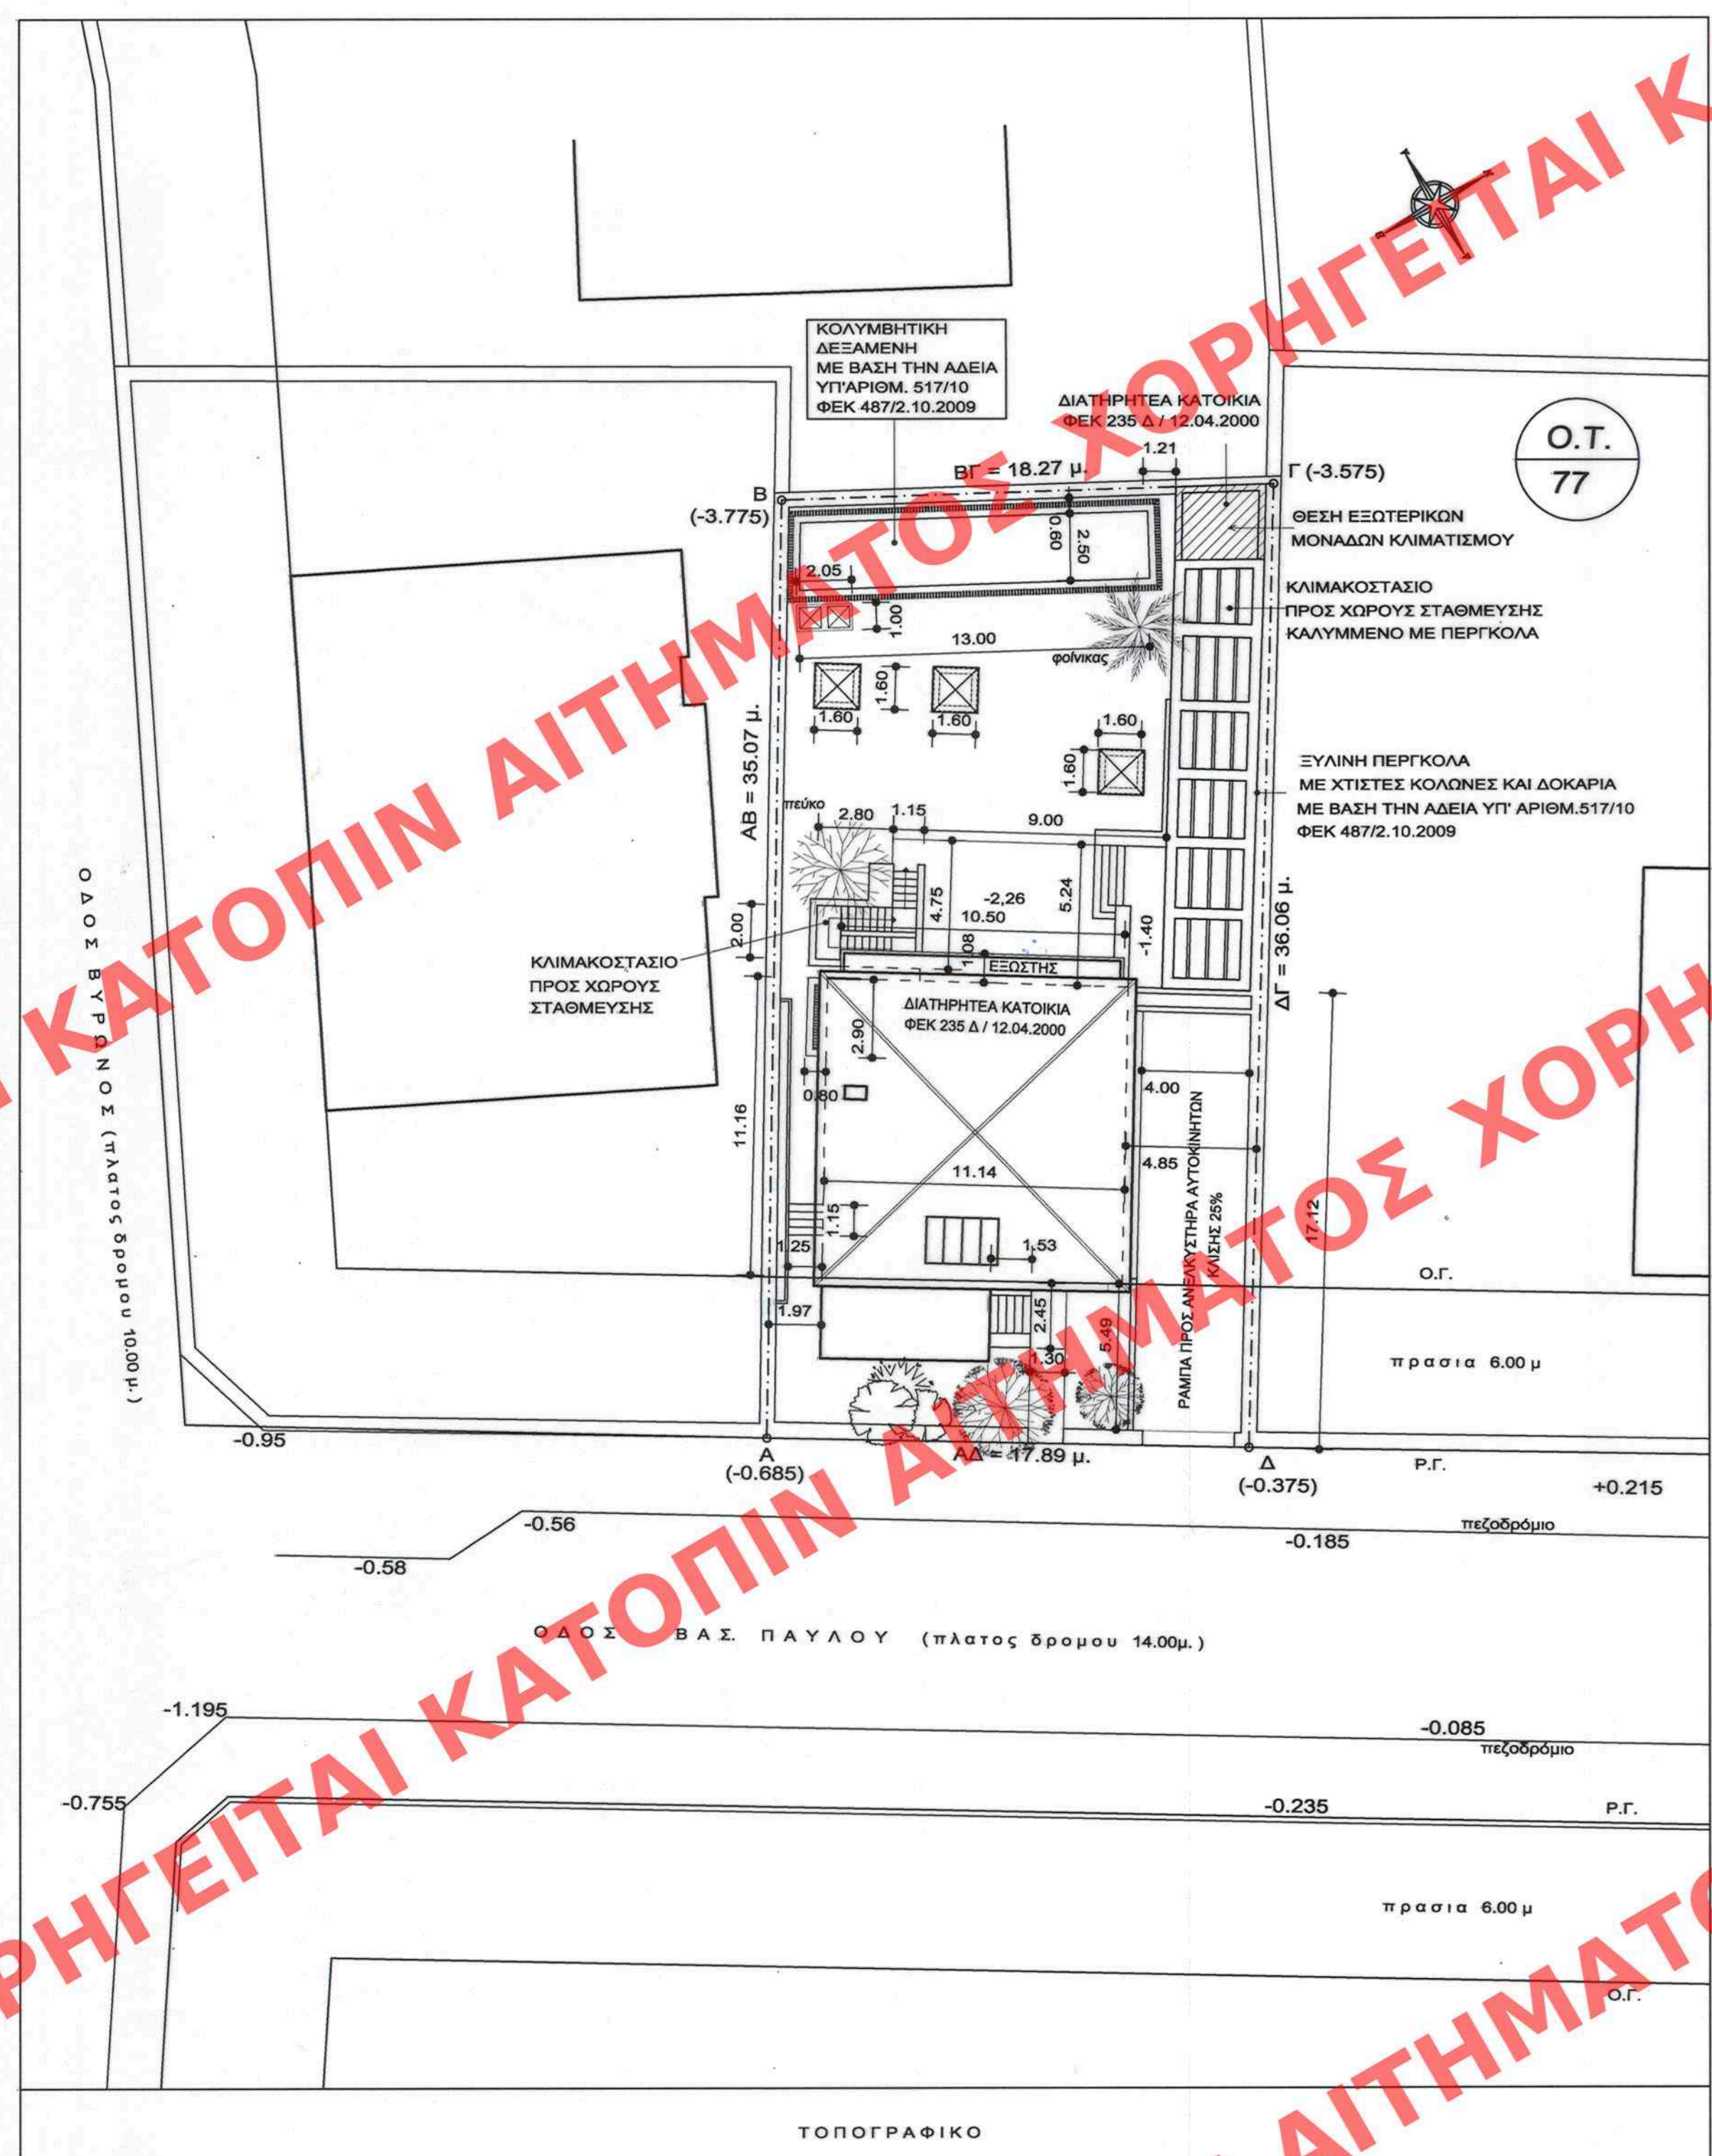 ΚΟΛΥΜΒΗΤΙΚΗ
ΔΕΞΑΜΕΝΗ
ΜΕ ΒΑΣΗ ΤΗΝ ΑΔΕΙΑ
ΥΠ'ΑΡΙΘΜ. 517/10
ΦΕΚ 487/2.10.2009
ΔΙΑΤΗΡΗΤΕΑ ΚΑΤΟΙΚΙΑ
ΦΕΚ 235 Δ / 12.04.2000
Ο.Τ.
77
1.21
ΒΓ = 18.27 μ.
Γ (-3.575)
Β
(-3.775)
ΘΕΣΗ ΕΞΩΤΕΡΙΚΩΝ
ΜΟΝΑΔΩΝ ΚΛΙΜΑΤΙΣΜΟΥ
0.60
2.50
2.05
1.00
ΚΛΙΜΑΚΟΣΤΑΣΙΟ
ΠΡΟΣ ΧΩΡΟΥΣ ΣΤΑΘΜΕΥΣΗΣ
ΚΑΛΥΜΜΕΝΟ ΜΕ ΠΕΡΓΚΟΛΑ
13.00
φοίνικας
1.60
1.60
1.60
1.60
1.60
ΑΒ = 35.07 μ.
ΞΥΛΙΝΗ ΠΕΡΓΚΟΛΑ
ΜΕ ΧΤΙΣΤΕΣ ΚΟΛΩΝΕΣ ΚΑΙ ΔΟΚΑΡΙΑ
ΜΕ ΒΑΣΗ ΤΗΝ ΑΔΕΙΑ ΥΠ' ΑΡΙΘΜ.517/10
ΦΕΚ 487/2.10.2009
πεύκο
2.80
1.15
9.00
4.75
-2,26
5.24
10.50
-1.40
2.00
1.08
ΕΞΩΣΤΗΣ
ΔΓ = 36.06 μ.
ΚΛΙΜΑΚΟΣΤΑΣΙΟ
ΠΡΟΣ ΧΩΡΟΥΣ
ΣΤΑΘΜΕΥΣΗΣ
ΔΙΑΤΗΡΗΤΕΑ ΚΑΤΟΙΚΙΑ
ΦΕΚ 235 Δ / 12.04.2000
2.90
0.80
4.00
11.16
4.85
11.14
ΡΑΜΠΑ ΠΡΟΣ ΑΝΕΛΚΥΣΤΗΡΑ ΑΥΤΟΚΙΝΗΤΩΝ
ΚΛΙΣΗΣ 25%
17.12
1.15
1.25
1.53
Ο.Γ.
1.97
2.45
5.49
1.30
πρασια 6.00 μ
ΟΔΟΣ ΒΥΡΩΝΟΣ (πλατος δρομου 10.00μ.)
-0.95
Α
(-0.685)
ΑΔ = 17.89 μ.
Δ
(-0.375)
Ρ.Γ.
+0.215
-0.56
-0.58
πεζοδρόμιο
-0.185
ΟΔΟΣ ΒΑΣ. ΠΑΥΛΟΥ (πλατος δρομου 14.00μ.)
-1.195
-0.085
πεζοδρόμιο
-0.755
-0.235
Ρ.Γ.
πρασια 6.00 μ
Ο.Γ.
ΤΟΠΟΓΡΑΦΙΚΟ
ΚΑΤΟΠΙΝ ΑΙΤΗΜΑΤΟΣ ΧΟΡΗΓΕΙΤΑΙ Κ
ΡΗΓΕΙΤΑΙ ΚΑΤΟΠΙΝ ΑΙΤΗΜΑΤΟΣ ΧΟΡΗ
ΑΙΤΗΜΑΤΟ